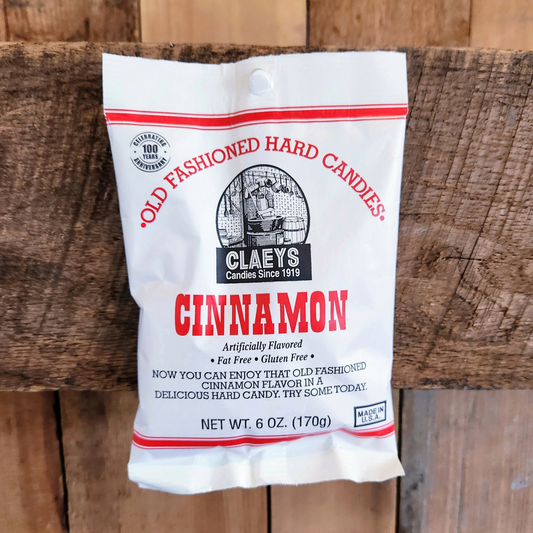 CELEBRATING
100
YEARS
ANNIVERSARY
•OLD FASHIONED HARD CANDIES•
CLAEYS
Candies Since 1919
CINNAMON
Artificially Flavored
• Fat Free • Gluten Free •
NOW YOU CAN ENJOY THAT OLD FASHIONED
CINNAMON FLAVOR IN A
DELICIOUS HARD CANDY. TRY SOME TODAY.
MADE IN
U.S.A.
NET WT. 6 OZ. (170g)